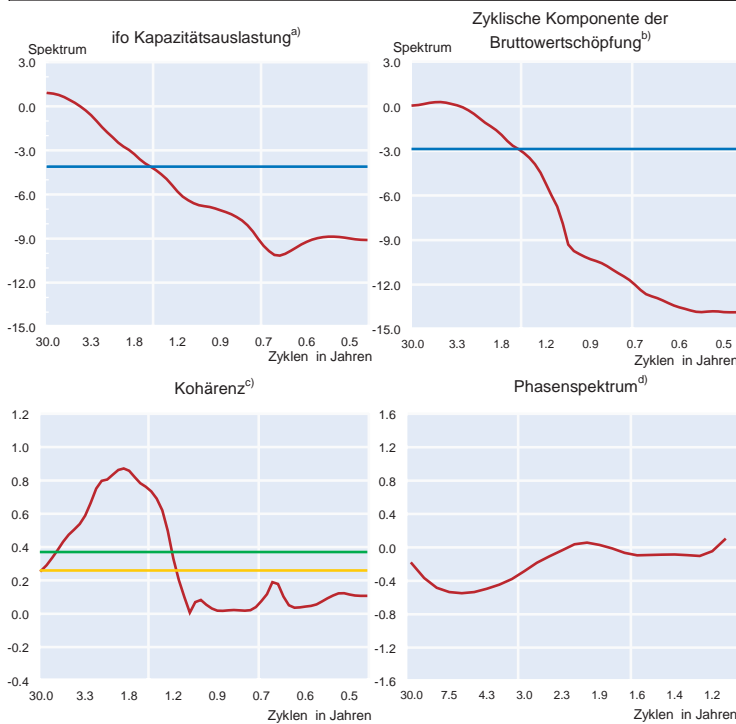 ifo Kapazitätsauslastung a)
Spektrum
3.0
0.0
-3.0
-6.0
-9.0
-12.0
-15.0
30.0 3.3 1.8 1.2 0.9 0.7 0.6 0.5
Zyklen in Jahren
Zyklische Komponente der
Bruttowertschöpfung b)
Spektrum
3.0
0.0
-3.0
-6.0
-9.0
-12.0
-15.0
30.0 3.3 1.8 1.2 0.9 0.7 0.6 0.5
Zyklen in Jahren
Kohärenz c)
1.2
1.0
0.8
0.6
0.4
0.2
0.0
-0.2
-0.4
30.0 3.3 1.8 1.2 0.9 0.7 0.6 0.5
Zyklen in Jahren
Phasenspektrum d)
1.6
1.2
0.8
0.4
0.0
-0.4
-0.8
-1.2
-1.6
30.0 7.5 4.3 3.0 2.3 1.9 1.6 1.4 1.2
Zyklen in Jahren